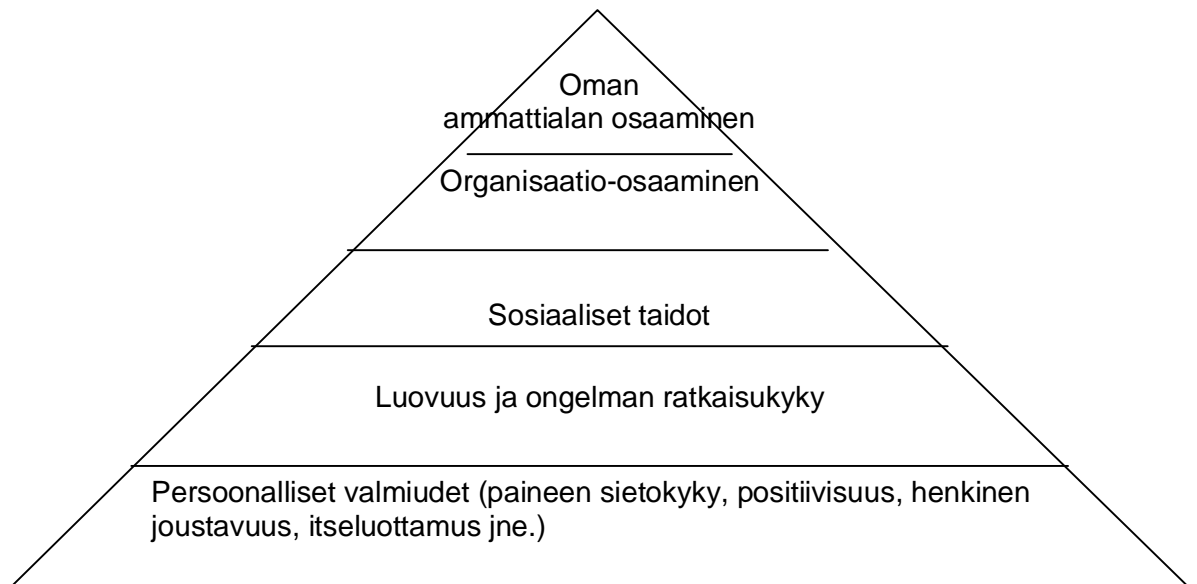 Oman
ammattialan osaaminen
Organisaatio-osaaminen
Sosiaaliset taidot
Luovuus ja ongelman ratkaisukyky
Persoonalliset valmiudet (paineen sietokyky, positiivisuus, henkinen
joustavuus, itseluottamus jne.)